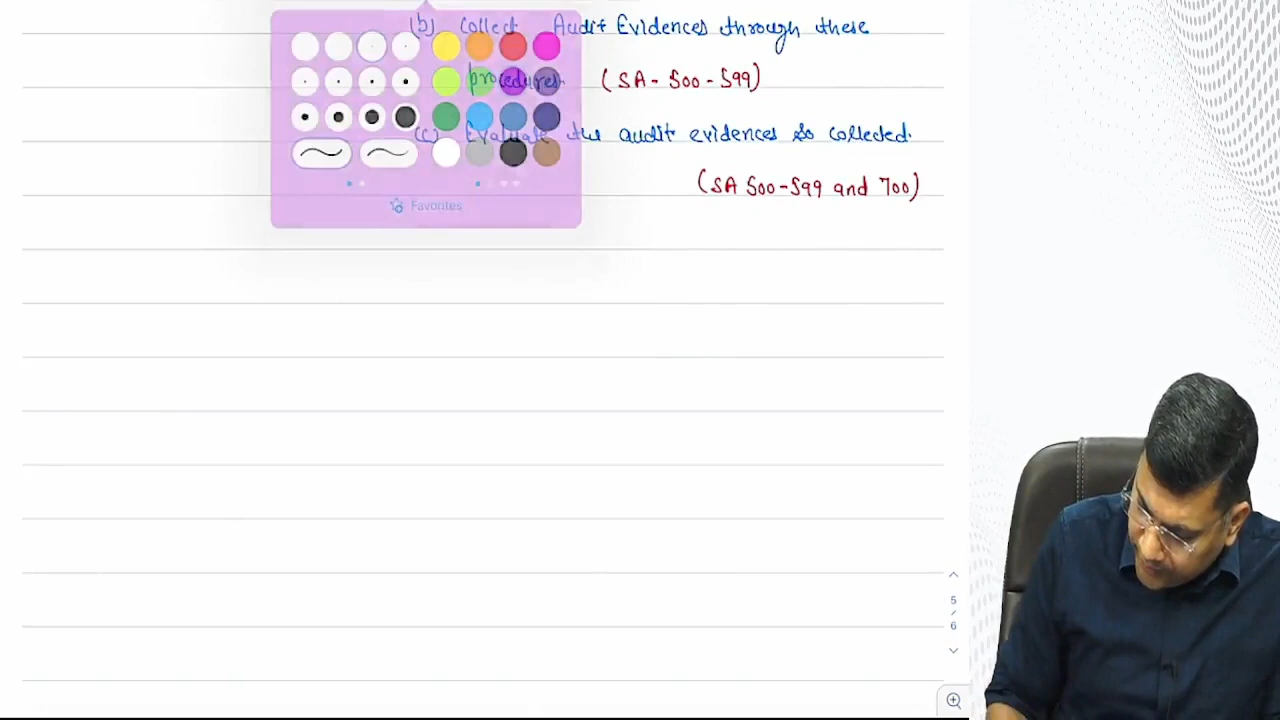 (b) Collect Audit Evidences through these
procedures. (SA - 500 - 599)
(c) Evaluate the audit evidences so collected.
(SA 500-599 and 700)
Favorites
5
/
6